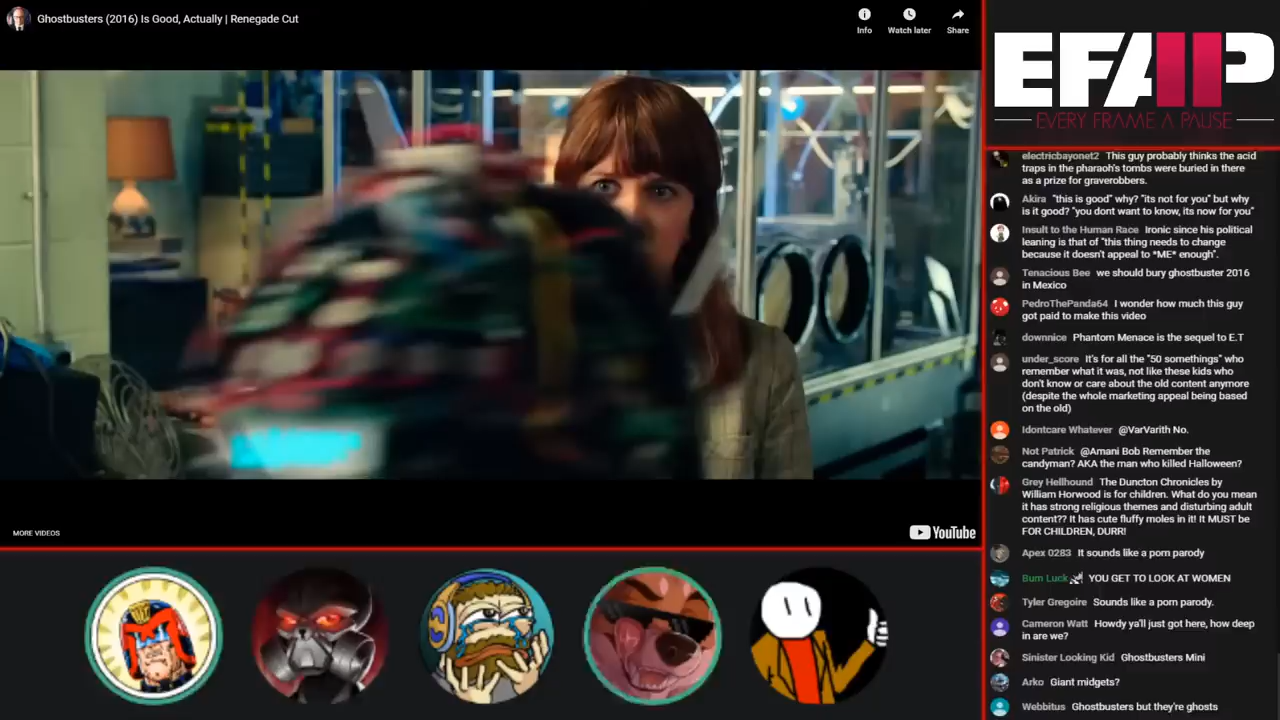 Ghostbusters (2016) Is Good, Actually | Renegade Cut
Info
Watch later
Share
MORE VIDEOS
YouTube
EFAP
EVERY FRAME A PAUSE
electricbayonet2 This guy probably thinks the acid
traps in the pharaoh's tombs were buried in there
as a prize for graverobbers.
Akira "this is good" why? "its not for you" but why
is it good? "you dont want to know, its now for you"
Insult to the Human Race Ironic since his political
leaning is that of "this thing needs to change
because it doesn't appeal to *ME* enough".
Tenacious Bee we should bury ghostbuster 2016
in Mexico
PedroThePanda64 I wonder how much this guy
got paid to make this video
downnice Phantom Menace is the sequel to E.T
under_score It's for all the "50 somethings" who
remember what it was, not like these kids who
don't know or care about the old content anymore
(despite the whole marketing appeal being based
on the old)
Idontcare Whatever @VarVarith No.
Not Patrick @Amani Bob Remember the
candyman? AKA the man who killed Halloween?
Grey Hellhound The Duncton Chronicles by
William Horwood is for children. What do you mean
it has strong religious themes and disturbing adult
content?? It has cute fluffy moles in it! It MUST be
FOR CHILDREN, DURR!
Apex 0283 It sounds like a porn parody
Bum Luck YOU GET TO LOOK AT WOMEN
Tyler Gregoire Sounds like a porn parody.
Cameron Watt Howdy ya'll just got here, how deep
in are we?
Sinister Looking Kid Ghostbusters Mini
Arko Giant midgets?
Webbitus Ghostbusters but they're ghosts